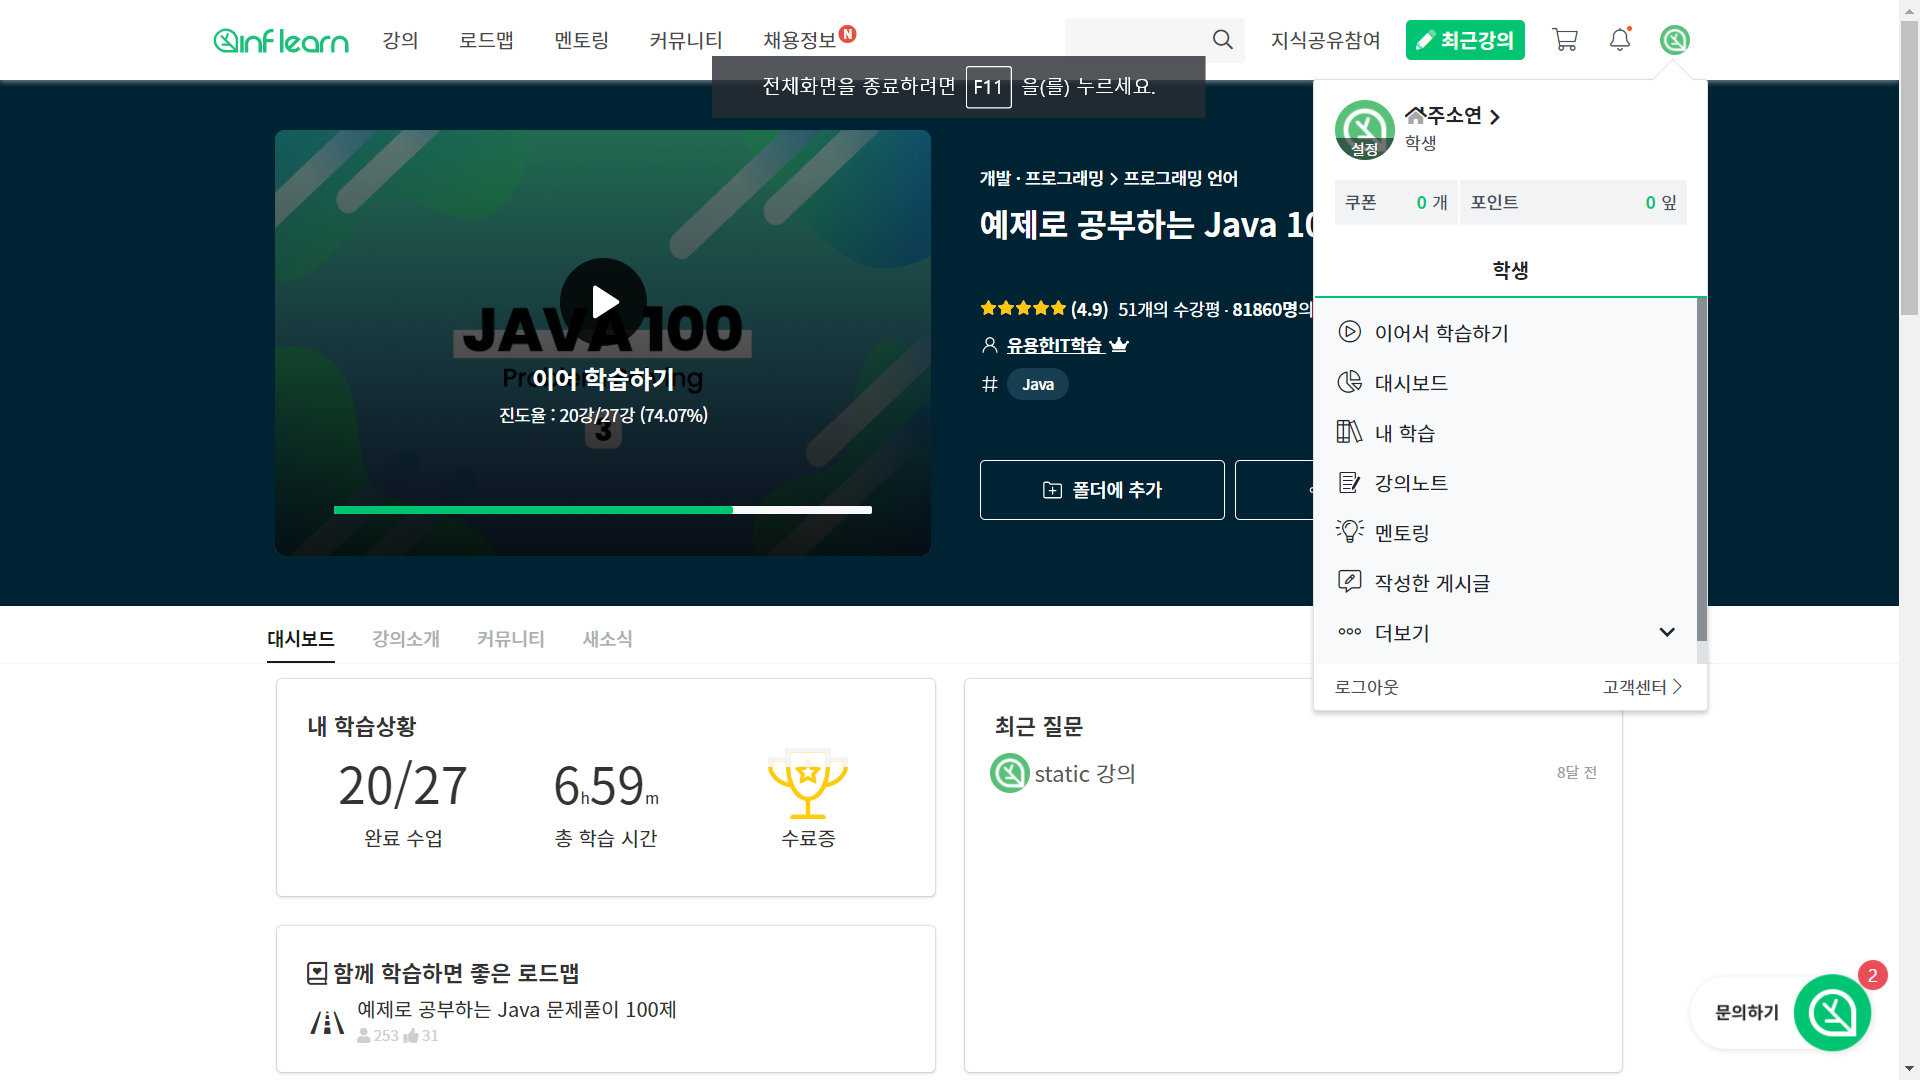 inflearn
강의
로드맵
멘토링
커뮤니티
채용정보 N
지식공유참여
최근강의
전체화면을 종료하려면 F11 을(를) 누르세요.
JAVA 100
이어 학습하기
진도율 : 20강/27강 (74.07%)
3
개발 · 프로그래밍 > 프로그래밍 언어
예제로 공부하는 Java 10
(4.9) 51개의 수강평 · 81860명의
유용한IT학습
# Java
폴더에 추가
주소연 >
설정
학생
쿠폰 0 개
포인트 0 잎
학생
이어서 학습하기
대시보드
내 학습
강의노트
멘토링
작성한 게시글
더보기
로그아웃
고객센터 >
대시보드
강의소개
커뮤니티
새소식
내 학습상황
20/27
완료 수업
6h59m
총 학습 시간
수료증
최근 질문
static 강의
8달 전
함께 학습하면 좋은 로드맵
예제로 공부하는 Java 문제풀이 100제
253 31
문의하기
2